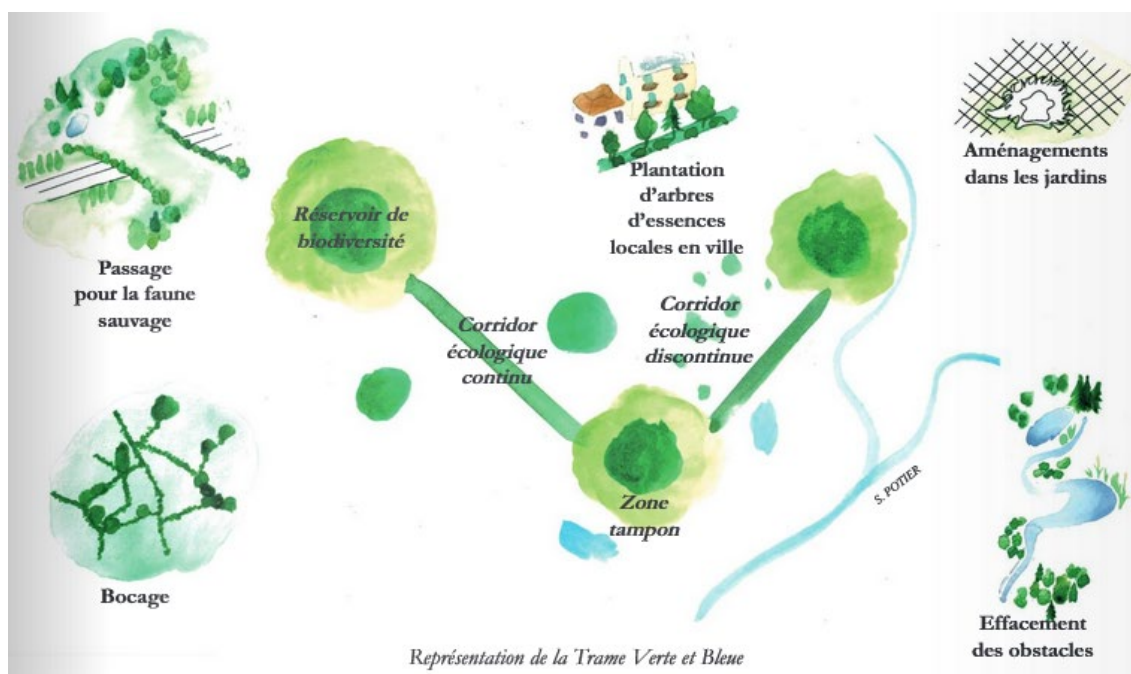 Passage
pour la faune
sauvage
Réservoir de
biodiversité
Plantation
d'arbres
d'essences
locales en ville
Aménagements
dans les jardins
Corridor
écologique
continu
Corridor
écologique
discontinue
Zone
tampon
S. POTIER
Bocage
Effacement
des obstacles
Représentation de la Trame Verte et Bleue